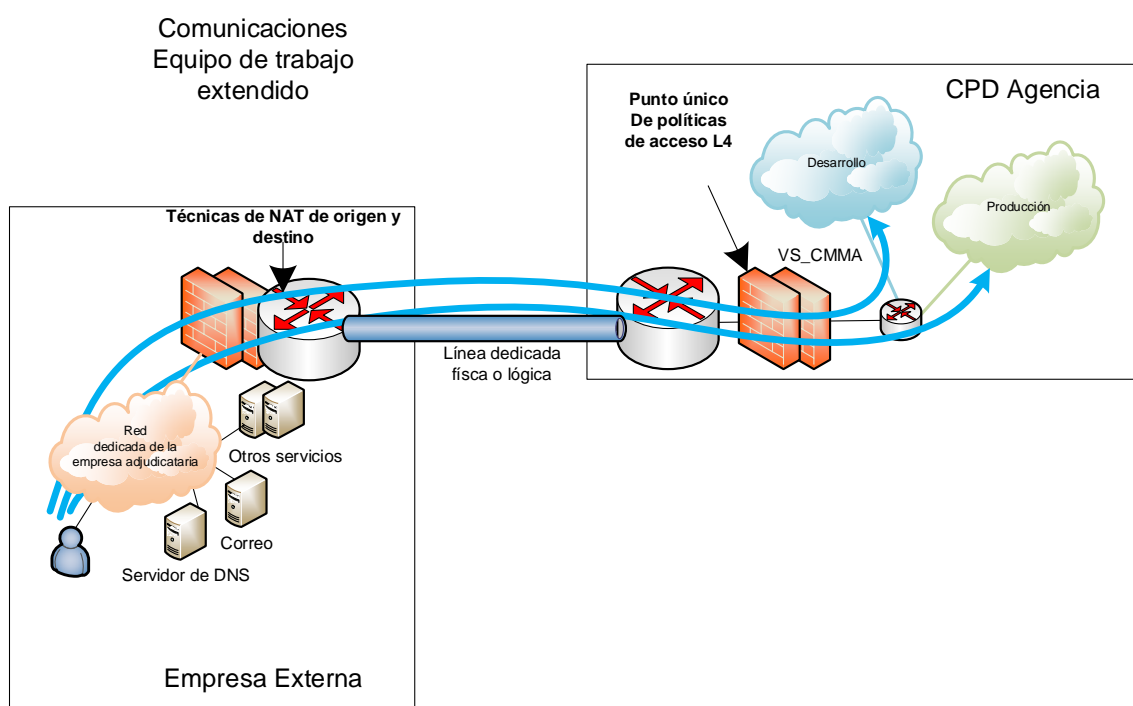 Comunicaciones
Equipo de trabajo
extendido
CPD Agencia
Punto único
De políticas
de acceso L4
Desarrollo
Producción
VS_CMMA
Técnicas de NAT de origen y
destino
Línea dedicada
físca o lógica
Red
dedicada de la
empresa adjudicataria
Otros servicios
Correo
Servidor de DNS
Empresa Externa